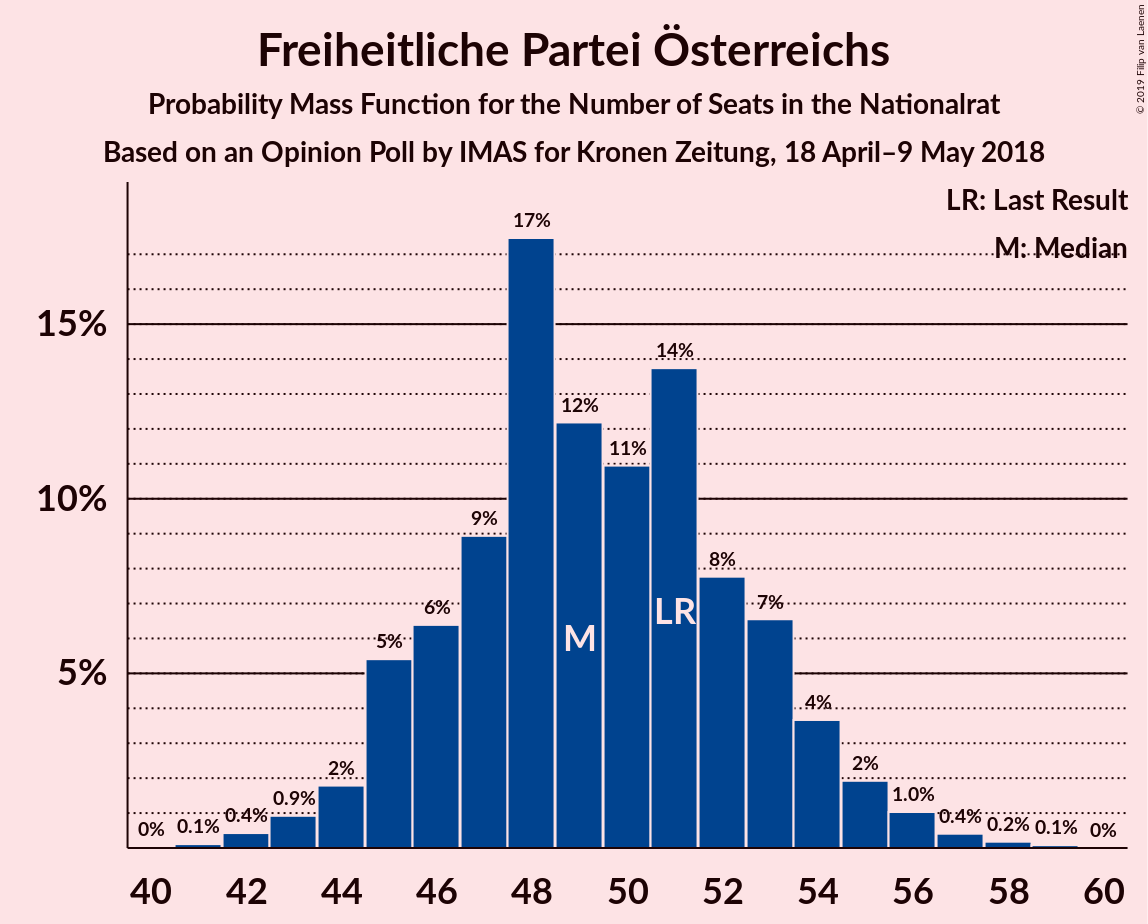 Freiheitliche Partei Österreichs
Probability Mass Function for the Number of Seats in the Nationalrat
Based on an Opinion Poll by IMAS for Kronen Zeitung, 18 April–9 May 2018
© 2019 Filip van Laenen
LR: Last Result
M: Median
15%
10%
5%
0%
0.1%
0.4%
0.9%
2%
5%
6%
9%
17%
12%
11%
14%
8%
7%
4%
2%
1.0%
0.4%
0.2%
0.1%
0%
M
LR
40 42 44 46 48 50 52 54 56 58 60